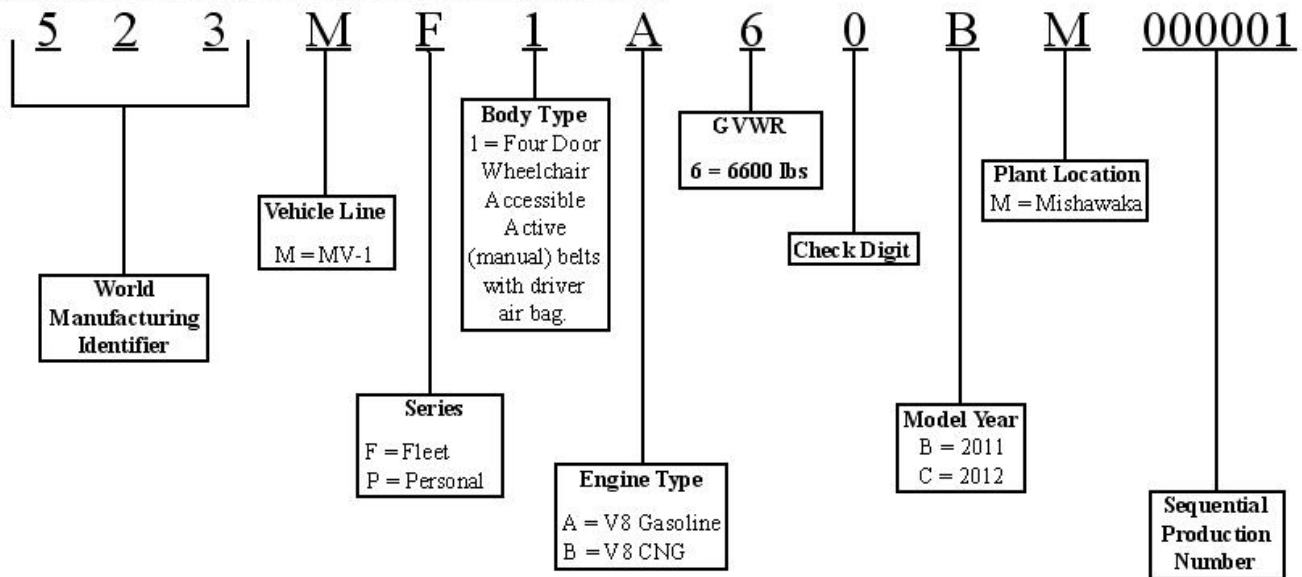 5 2 3 M F 1 A 6 0 B M 000001
World
Manufacturing
Identifier
Vehicle Line
M = MV-1
Series
F = Fleet
P = Personal
Body Type
1 = Four Door
Wheelchair
Accessible
Active
(manual) belts
with driver
air bag.
Engine Type
A = V8 Gasoline
B = V8 CNG
GVWR
6 = 6600 lbs
Check Digit
Model Year
B = 2011
C = 2012
Plant Location
M = Mishawaka
Sequential
Production
Number